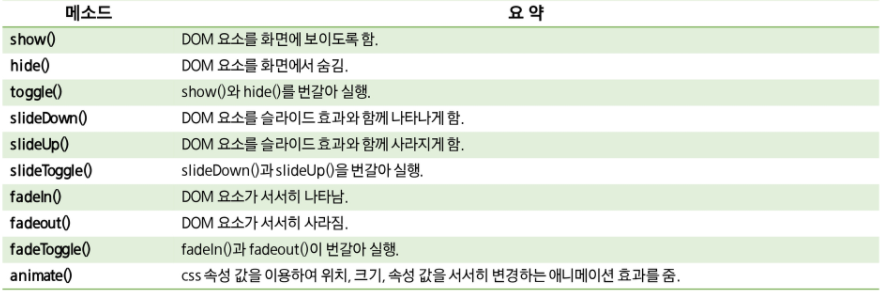 메소드 요 약
show() DOM 요소를 화면에 보이도록 함.
hide() DOM 요소를 화면에서 숨김.
toggle() show()와 hide()를 번갈아 실행.
slideDown() DOM 요소를 슬라이드 효과와 함께 나타나게 함.
slideUp() DOM 요소를 슬라이드 효과와 함께 사라지게 함.
slideToggle() slideDown()과 slideUp()을 번갈아 실행.
fadeIn() DOM 요소가 서서히 나타남.
fadeout() DOM 요소가 서서히 사라짐.
fadeToggle() fadeIn()과 fadeout()이 번갈아 실행.
animate() css 속성 값을 이용하여 위치, 크기, 속성 값을 서서히 변경하는 애니메이션 효과를 줌.